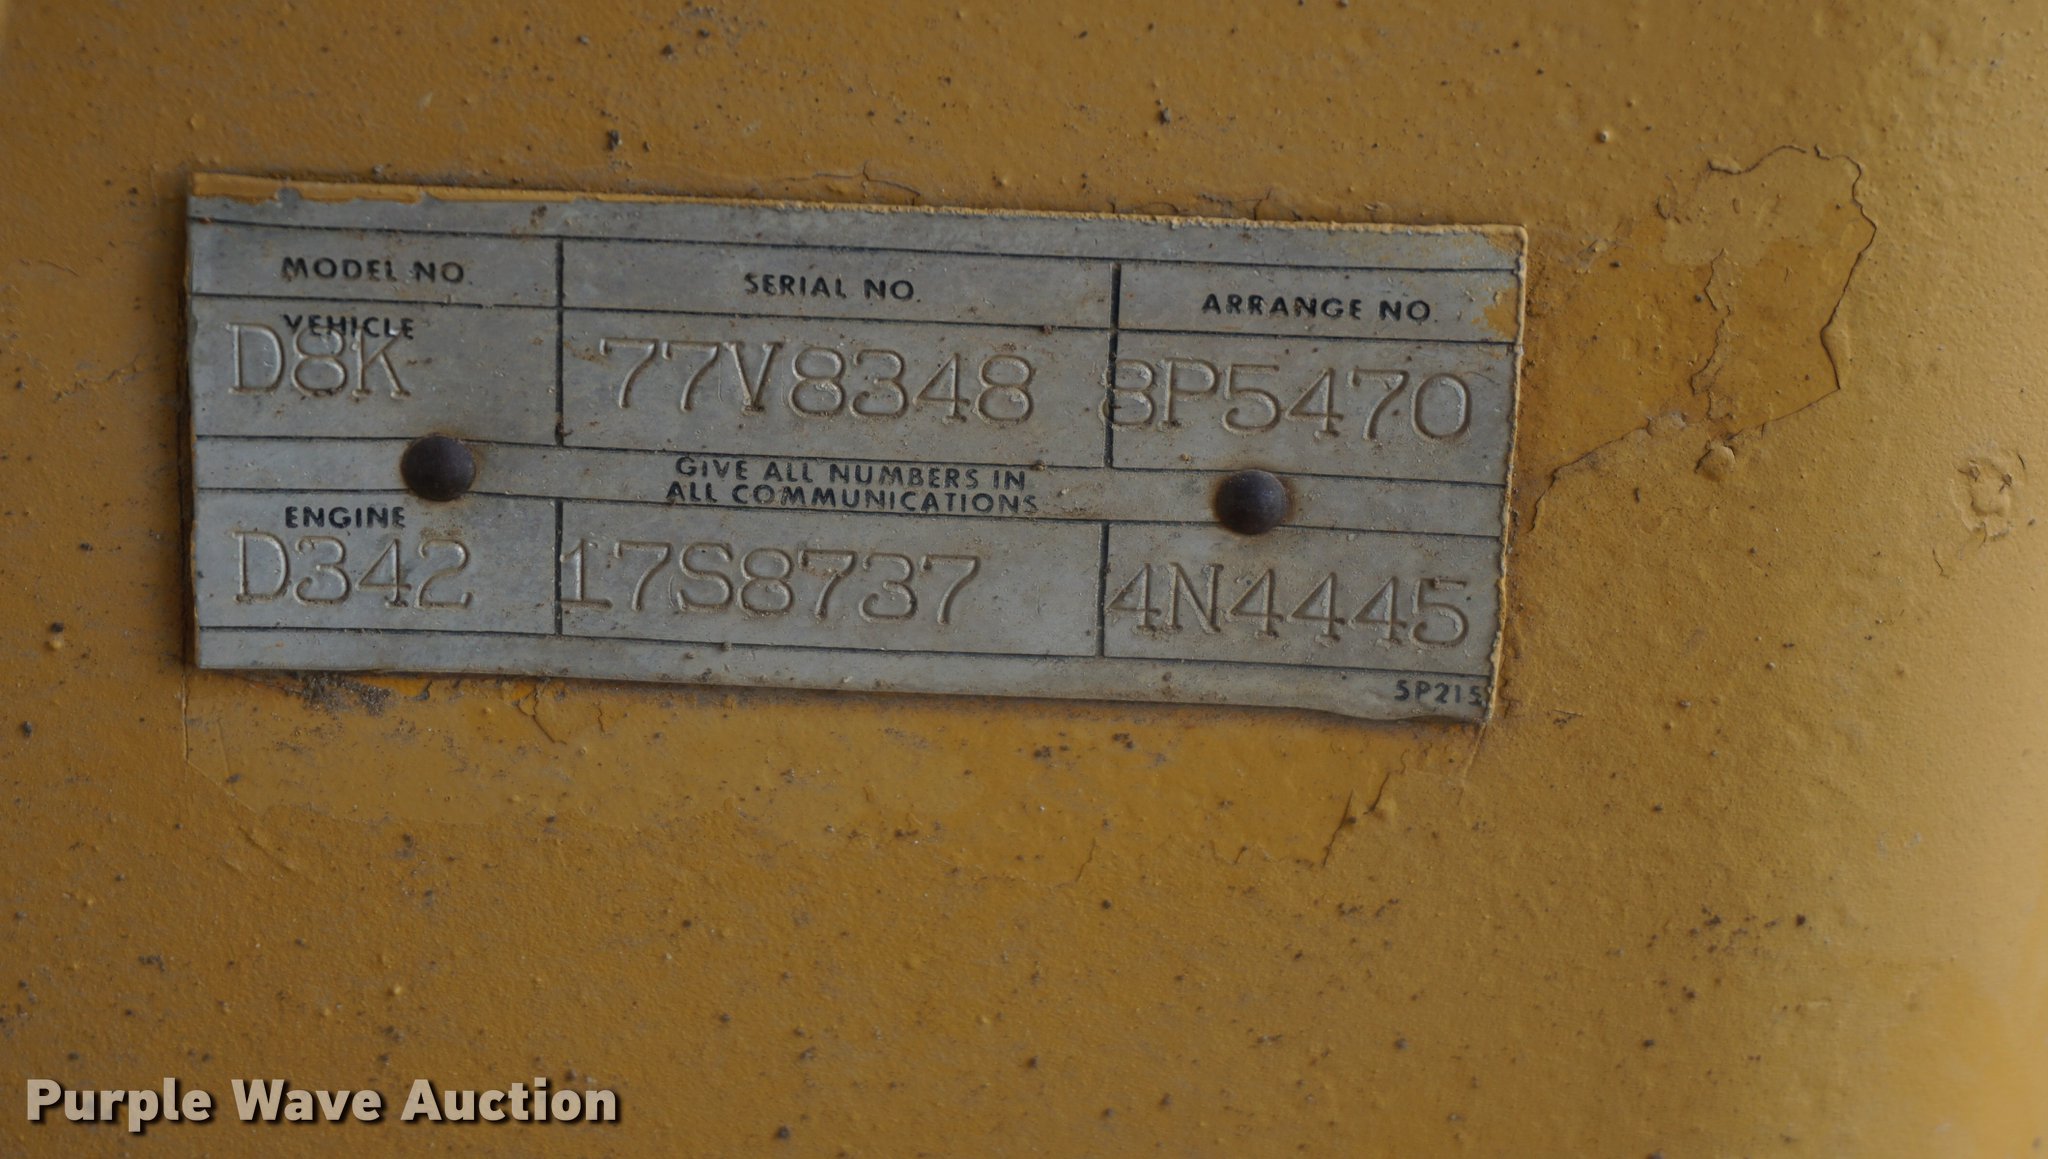 MODEL NO. SERIAL NO. ARRANGE NO.
VEHICLE
D8K 77V8348 8P5470
GIVE ALL NUMBERS IN
ALL COMMUNICATIONS
ENGINE
D342 17S8737 4N4445
5P215
Purple Wave Auction